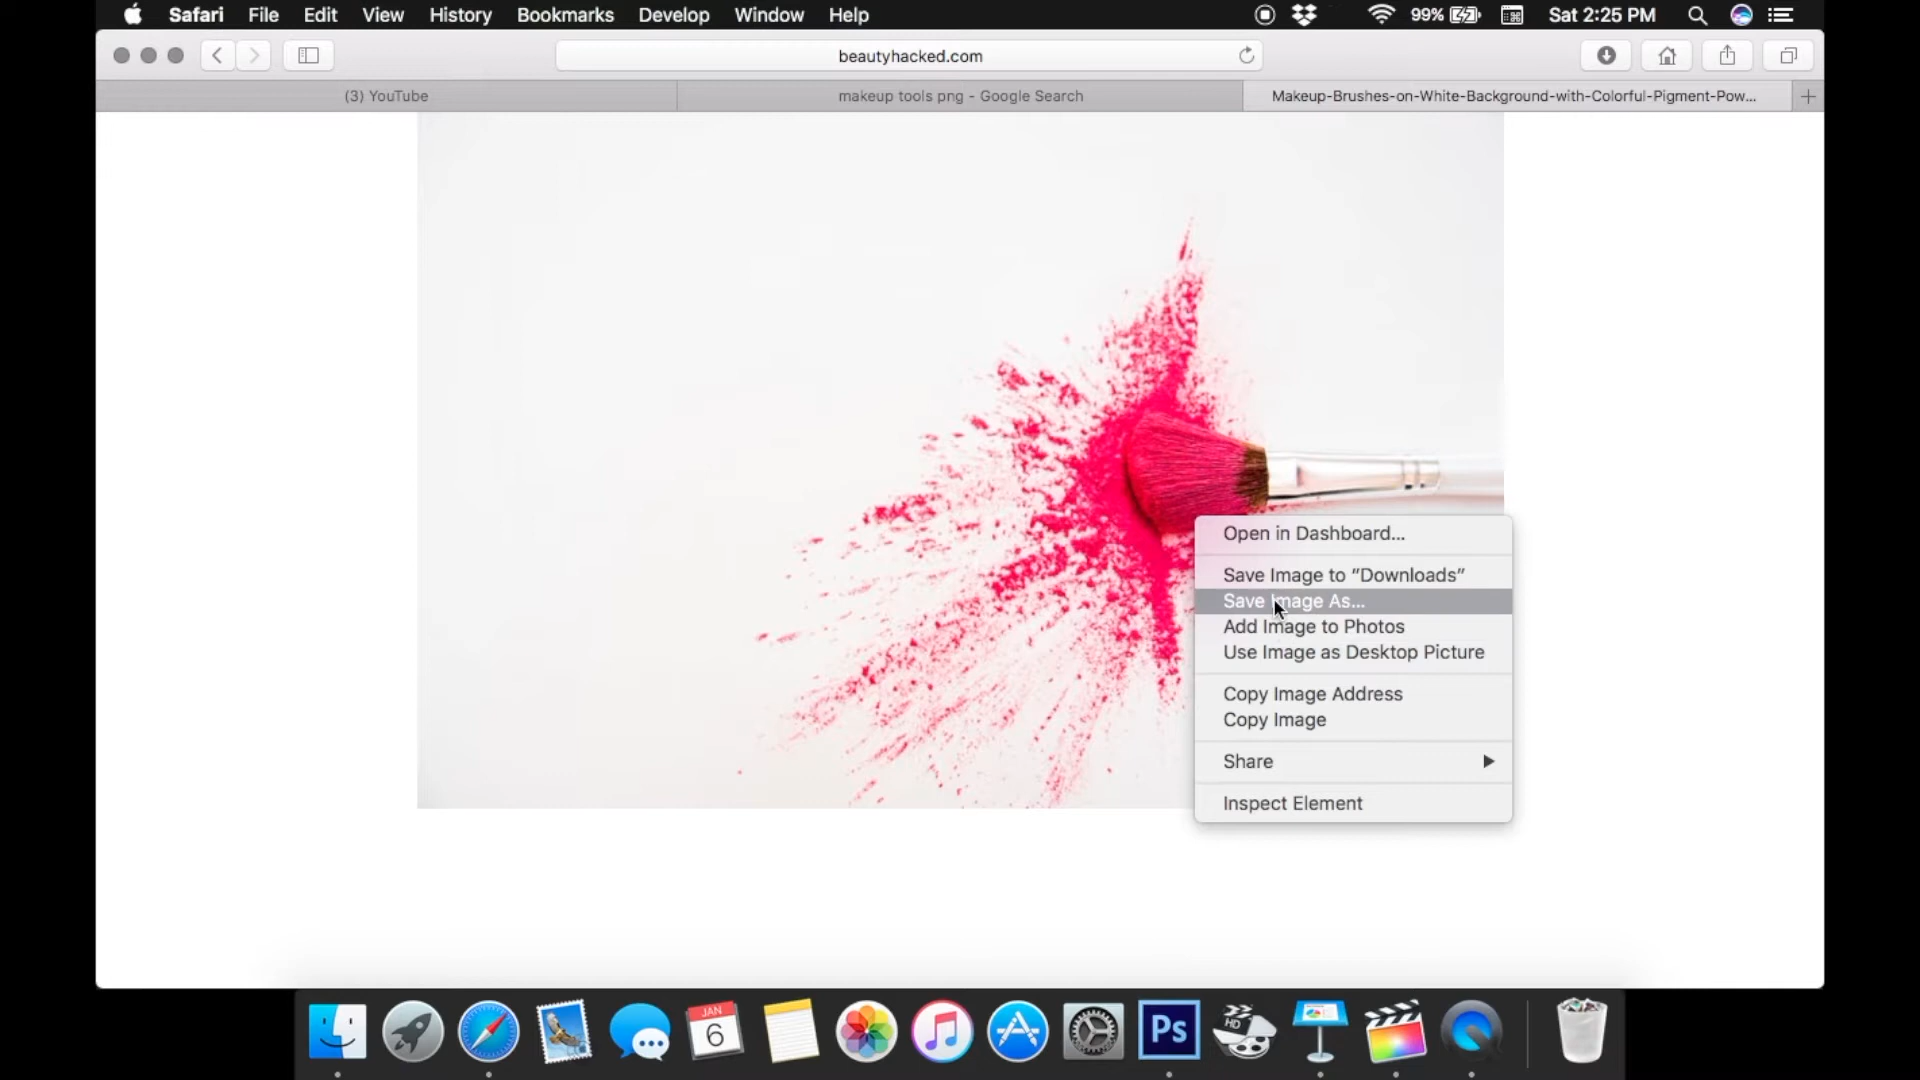 Safari File Edit View History Bookmarks Develop Window Help 99% Sat 2:25 PM
beautyhacked.com
(3) YouTube makeup tools png - Google Search Makeup-Brushes-on-White-Background-with-Colorful-Pigment-Pow...
Open in Dashboard...
Save Image to “Downloads”
Save Image As...
Add Image to Photos
Use Image as Desktop Picture
Copy Image Address
Copy Image
Share
Inspect Element
JAN
6
Ps
HD